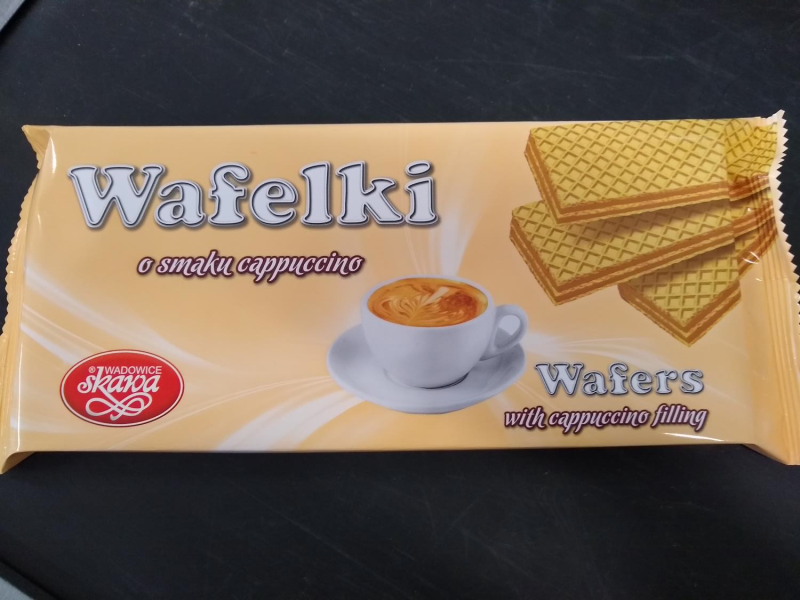 Wafelki
o smaku cappuccino
® WADOWICE
skawa
Wafers
with cappuccino filling